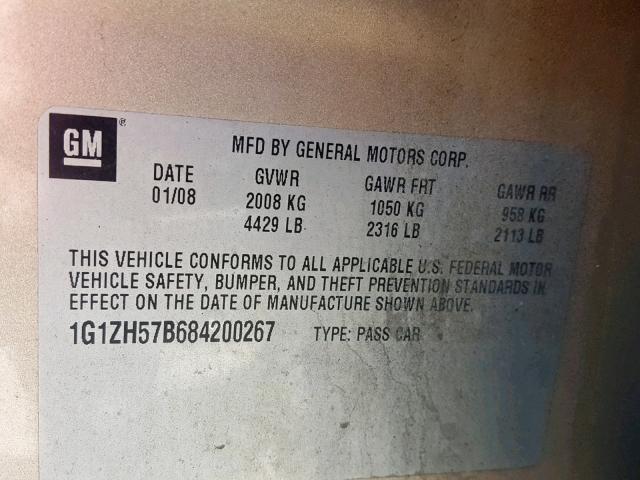 GM®
MFD BY GENERAL MOTORS CORP.
DATE GVWR GAWR FRT GAWR RR
01/08 2008 KG 1050 KG 958 KG
4429 LB 2316 LB 2113 LB
THIS VEHICLE CONFORMS TO ALL APPLICABLE U.S. FEDERAL MOTOR
VEHICLE SAFETY, BUMPER, AND THEFT PREVENTION STANDARDS IN
EFFECT ON THE DATE OF MANUFACTURE SHOWN ABOVE.
1G1ZH57B684200267 TYPE: PASS CAR